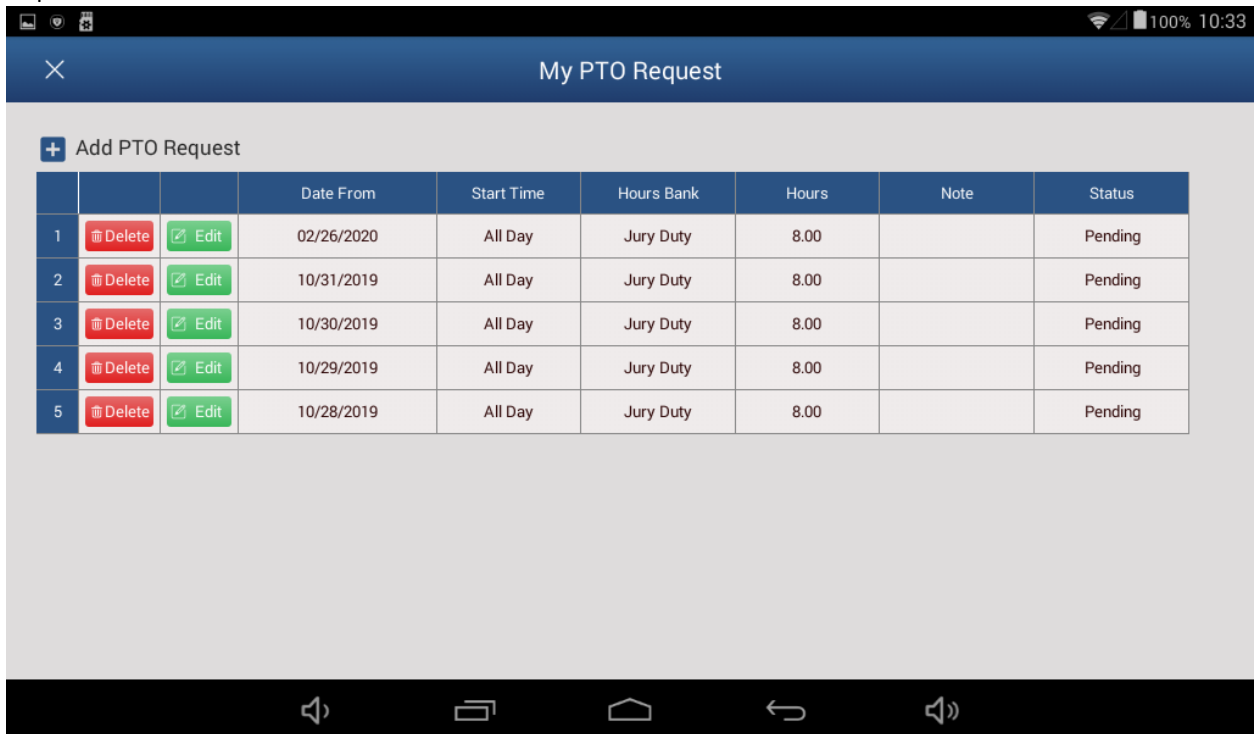 100% 10:33
My PTO Request
Add PTO Request
Date From Start Time Hours Bank Hours Note Status
1 Delete Edit 02/26/2020 All Day Jury Duty 8.00 Pending
2 Delete Edit 10/31/2019 All Day Jury Duty 8.00 Pending
3 Delete Edit 10/30/2019 All Day Jury Duty 8.00 Pending
4 Delete Edit 10/29/2019 All Day Jury Duty 8.00 Pending
5 Delete Edit 10/28/2019 All Day Jury Duty 8.00 Pending